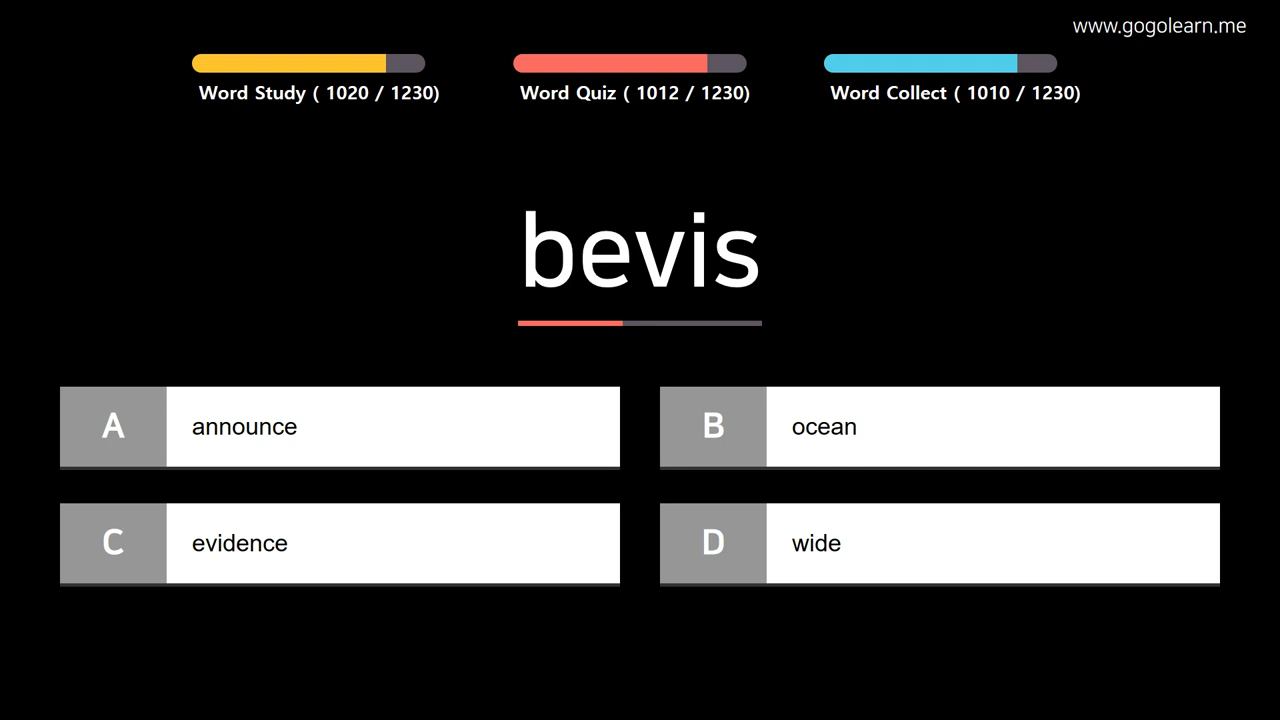 www.gogolearn.me
Word Study ( 1020 / 1230)
Word Quiz ( 1012 / 1230)
Word Collect ( 1010 / 1230)
bevis
A announce
B ocean
C evidence
D wide